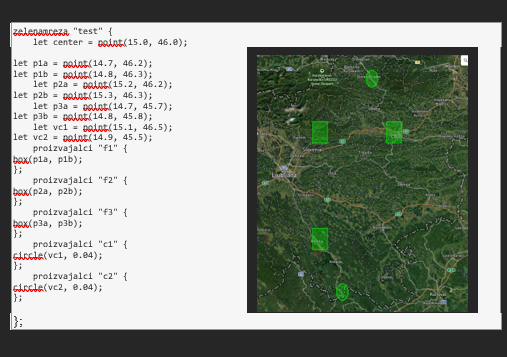 zelenamreza "test" {
let center = point(15.0, 46.0);
let p1a = point(14.7, 46.2);
let p1b = point(14.8, 46.3);
let p2a = point(15.2, 46.2);
let p2b = point(15.3, 46.3);
let p3a = point(14.7, 45.7);
let p3b = point(14.8, 45.8);
let vc1 = point(15.1, 46.5);
let vc2 = point(14.9, 45.5);
proizvajalci "f1" {
box(p1a, p1b);
};
proizvajalci "f2" {
box(p2a, p2b);
};
proizvajalci "f3" {
box(p3a, p3b);
};
proizvajalci "c1" {
circle(vc1, 0.04);
};
proizvajalci "c2" {
circle(vc2, 0.04);
};
};
Ljubljana